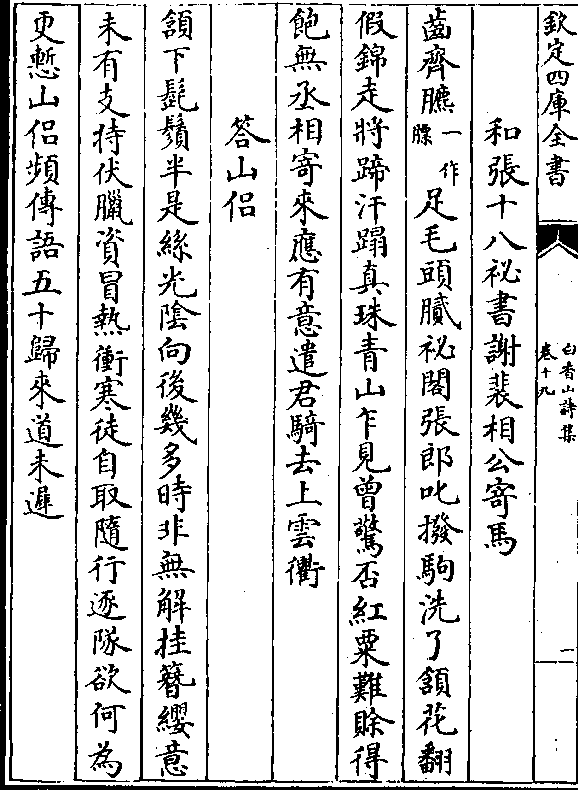 欽定四庫全書
白香山詩集
卷十九
一
和張十八祕書謝裴相公寄馬
齒齊臕一作臕足毛頭膩祕閣張郎叱撥駒洗了頷花翻
假錦走將蹄汗蹋真珠青山乍見曾驚否紅粟難賖得
飽無丞相寄來應有意遣君騎去上雲衢
答山侣
頷下髭鬚半是絲光隂向後幾多時非無解挂簪纓意
未有支持伏臘資冒熱衝寒徒自取隨行逐隊欲何為
更慙山侣頻傳語五十歸來道未遲